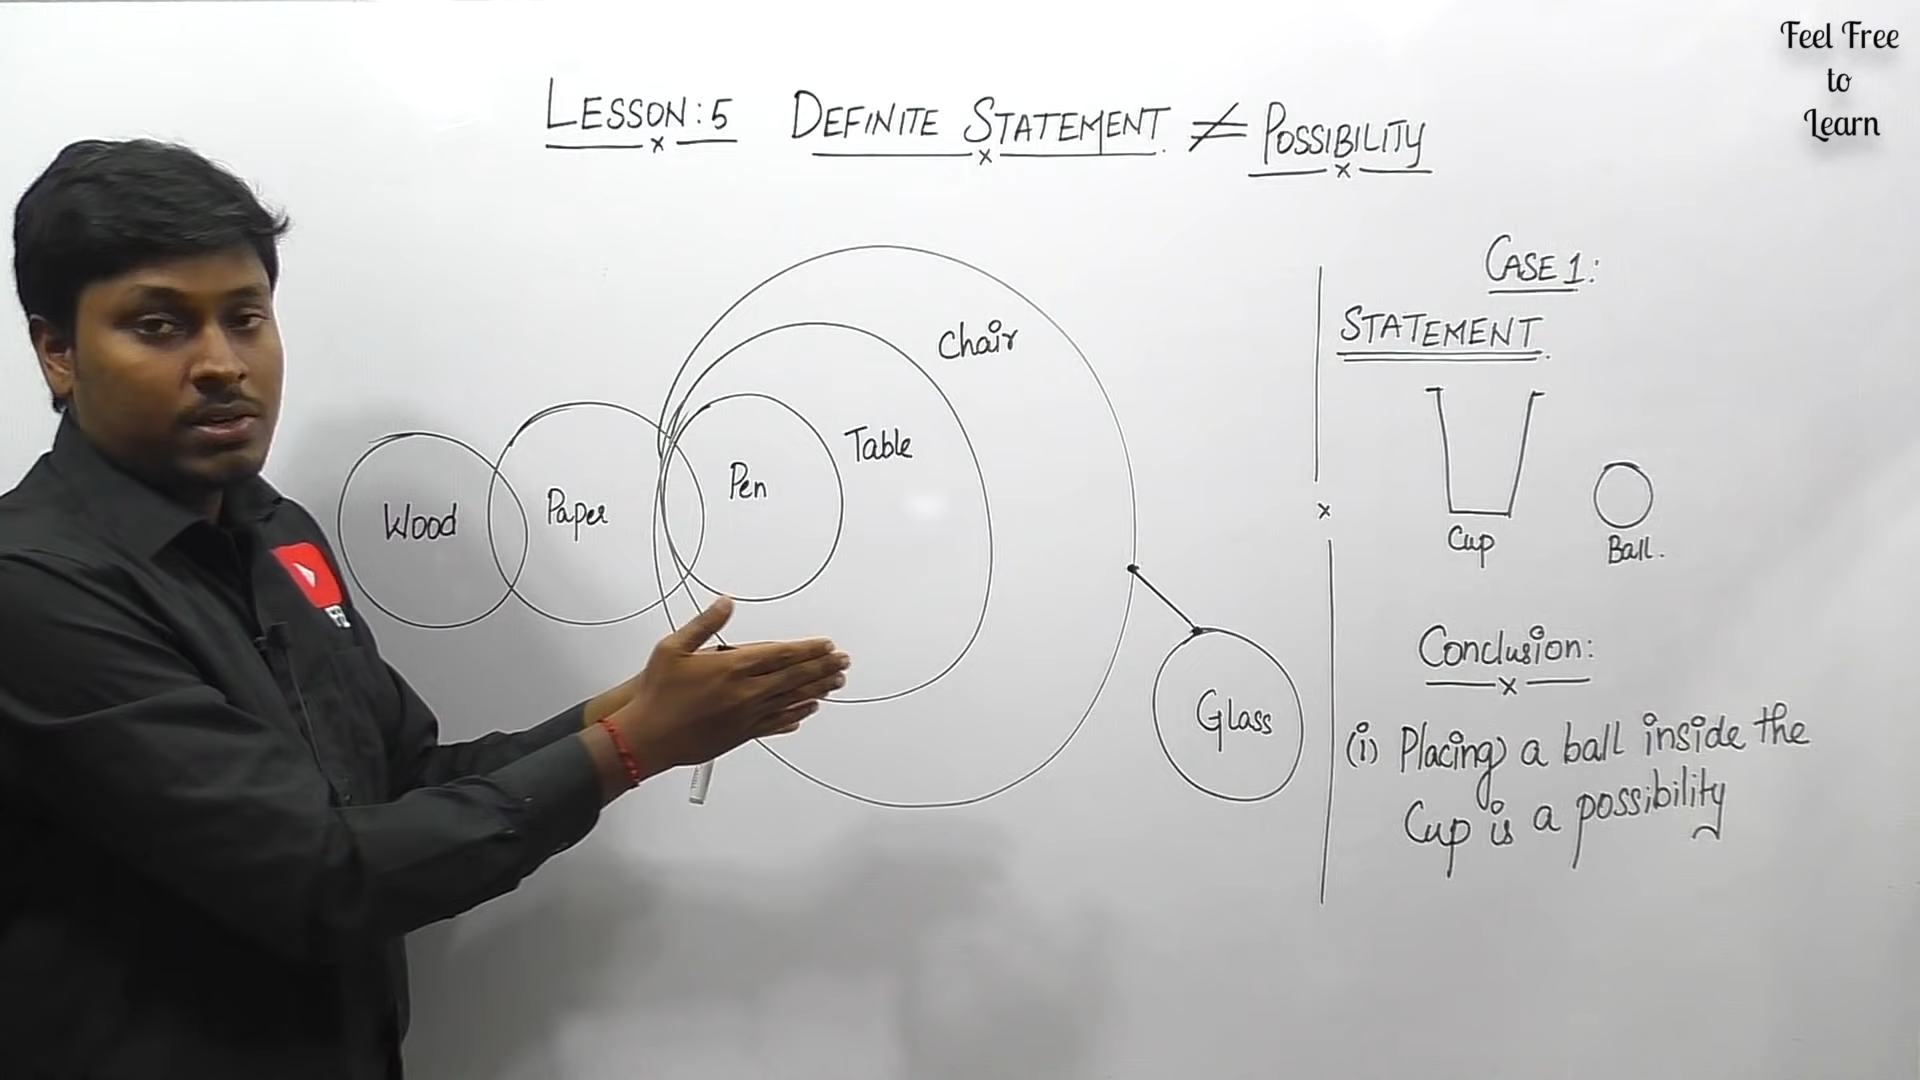 Feel Free
to
Learn
LESSON:5 DEFINITE STATEMENT ≠ POSSIBILITY
Wood
Paper
Pen
Table
Chair
Glass
CASE 1:
STATEMENT
Cup
Ball.
Conclusion:
(i) Placing a ball inside the
Cup is a possibility